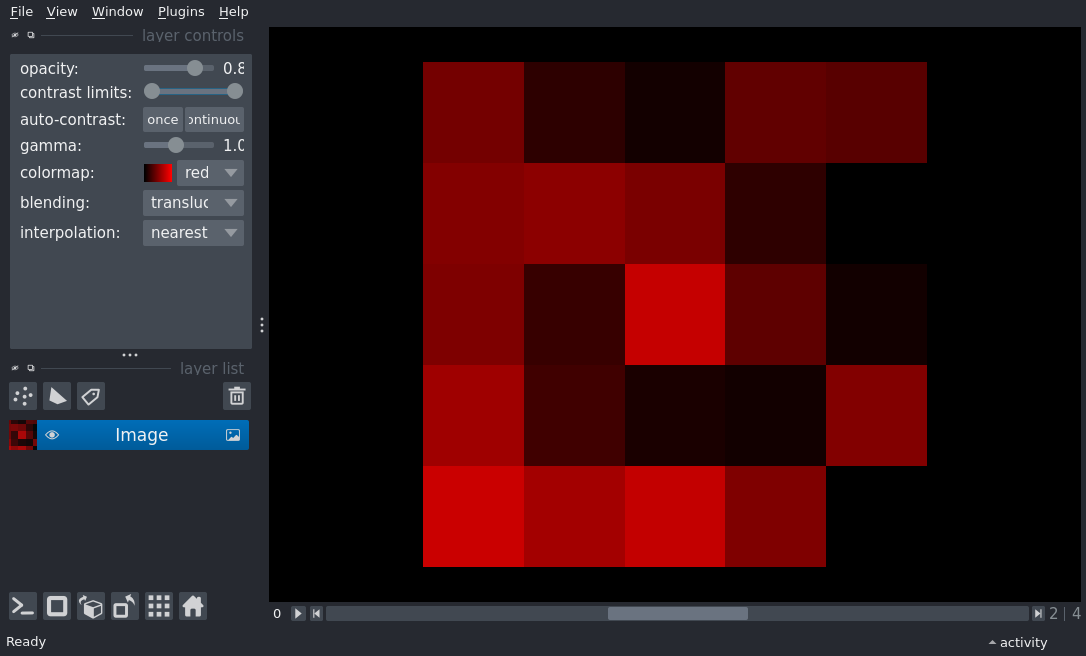 File View Window Plugins Help
layer controls
opacity: 0.8
contrast limits:
auto-contrast: once ontinuou
gamma: 1.0
colormap: red
blending: transluc
interpolation: nearest
layer list
Image
0 2 | 4
Ready
activity